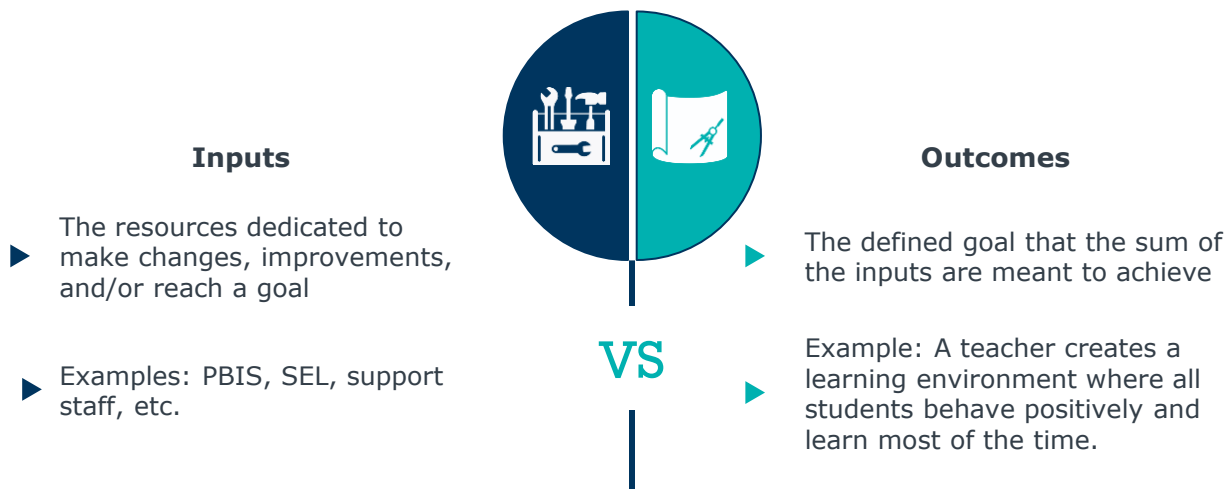 Inputs
The resources dedicated to
make changes, improvements,
and/or reach a goal
Examples: PBIS, SEL, support
staff, etc.
VS
Outcomes
The defined goal that the sum of
the inputs are meant to achieve
Example: A teacher creates a
learning environment where all
students behave positively and
learn most of the time.